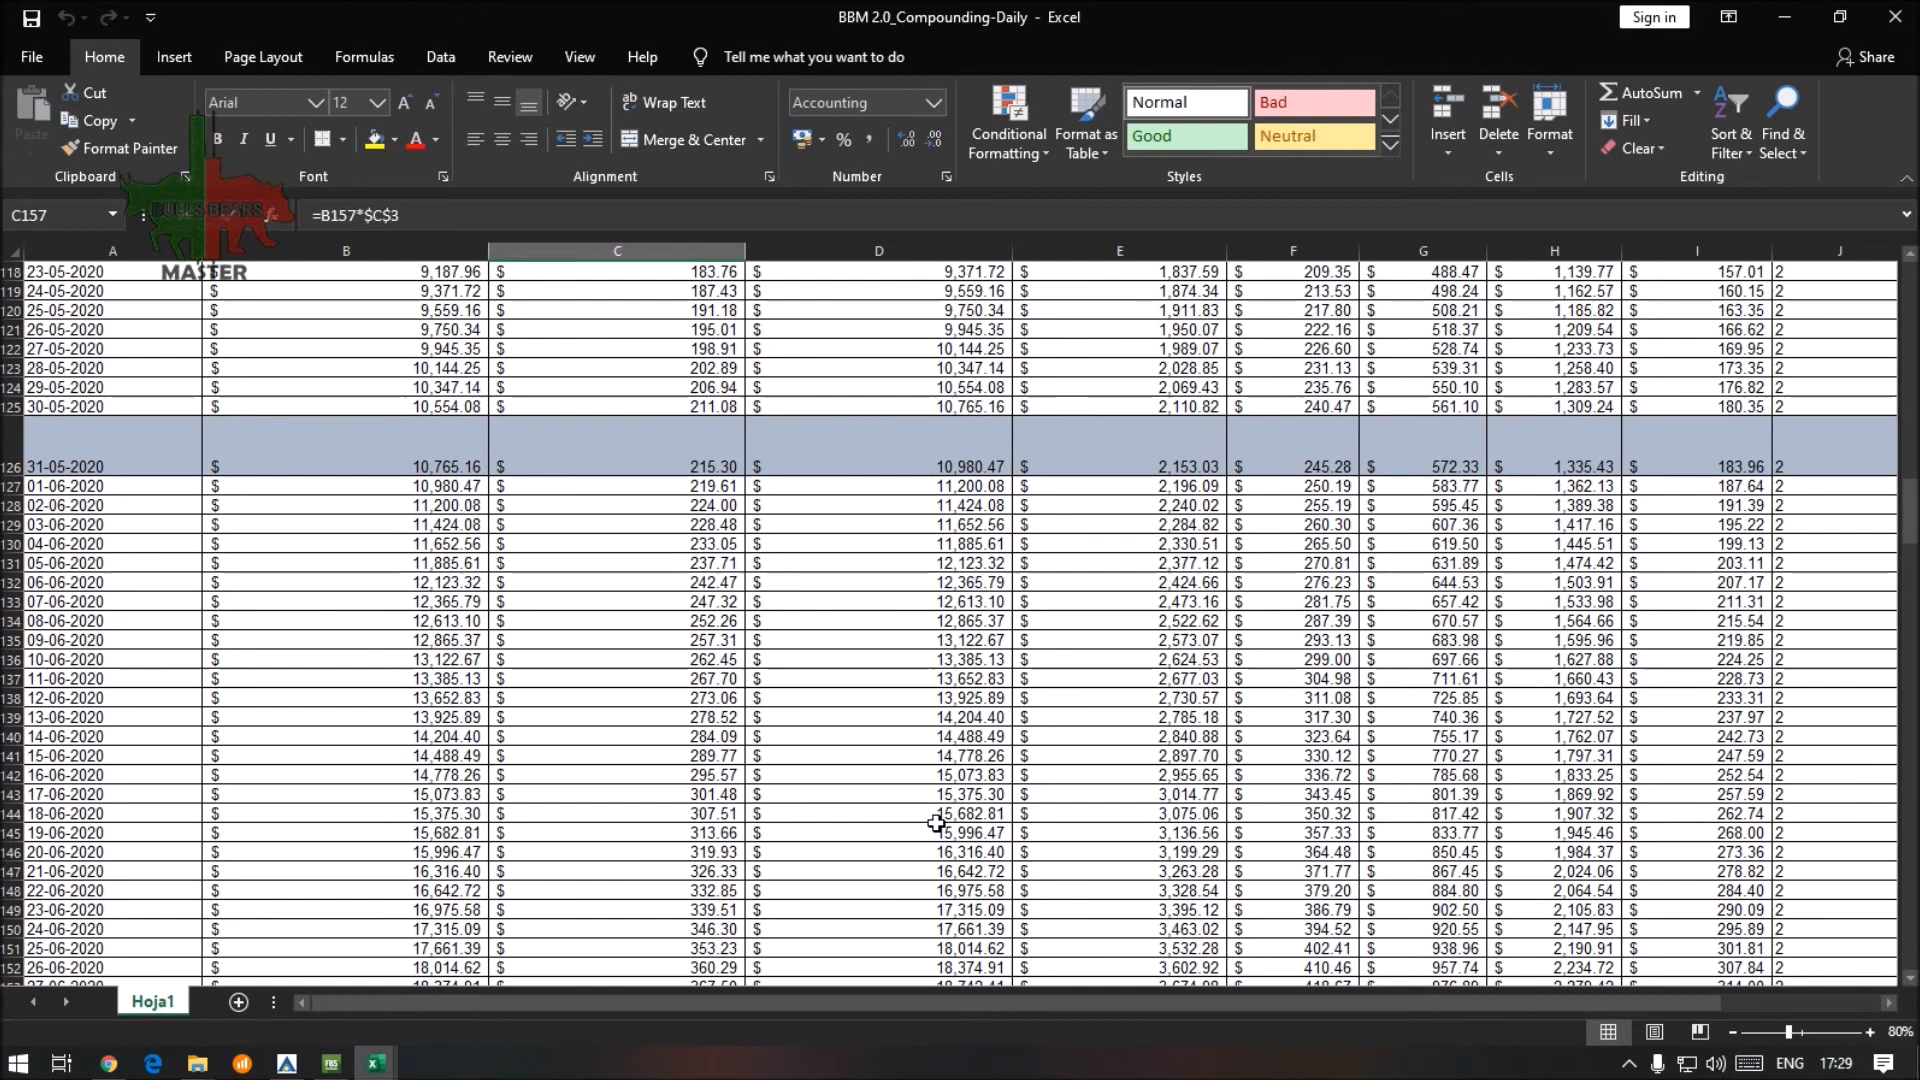 BBM 2.0_Compounding-Daily - Excel
Sign in
File Home Insert Page Layout Formulas Data Review View Help Tell me what you want to do Share
Paste
Cut
Copy
Format Painter
Clipboard
Arial 12
B I U
Font
Wrap Text
Merge & Center
Alignment
Accounting
%
Number
Conditional Formatting
Format as Table
Normal Bad
Good Neutral
Styles
Insert Delete Format
Cells
AutoSum
Fill
Clear
Sort & Filter
Find & Select
Editing
BULLS BEARS
MASTER
C157 =B157*$C$3
A B C D E F G H I J
118 23-05-2020 $ 9,187.96 $ 183.76 $ 9,371.72 $ 1,837.59 $ 209.35 $ 488.47 $ 1,139.77 $ 157.01 2
119 24-05-2020 $ 9,371.72 $ 187.43 $ 9,559.16 $ 1,874.34 $ 213.53 $ 498.24 $ 1,162.57 $ 160.15 2
120 25-05-2020 $ 9,559.16 $ 191.18 $ 9,750.34 $ 1,911.83 $ 217.80 $ 508.21 $ 1,185.82 $ 163.35 2
121 26-05-2020 $ 9,750.34 $ 195.01 $ 9,945.35 $ 1,950.07 $ 222.16 $ 518.37 $ 1,209.54 $ 166.62 2
122 27-05-2020 $ 9,945.35 $ 198.91 $ 10,144.25 $ 1,989.07 $ 226.60 $ 528.74 $ 1,233.73 $ 169.95 2
123 28-05-2020 $ 10,144.25 $ 202.89 $ 10,347.14 $ 2,028.85 $ 231.13 $ 539.31 $ 1,258.40 $ 173.35 2
124 29-05-2020 $ 10,347.14 $ 206.94 $ 10,554.08 $ 2,069.43 $ 235.76 $ 550.10 $ 1,283.57 $ 176.82 2
125 30-05-2020 $ 10,554.08 $ 211.08 $ 10,765.16 $ 2,110.82 $ 240.47 $ 561.10 $ 1,309.24 $ 180.35 2
126 31-05-2020 $ 10,765.16 $ 215.30 $ 10,980.47 $ 2,153.03 $ 245.28 $ 572.33 $ 1,335.43 $ 183.96 2
127 01-06-2020 $ 10,980.47 $ 219.61 $ 11,200.08 $ 2,196.09 $ 250.19 $ 583.77 $ 1,362.13 $ 187.64 2
128 02-06-2020 $ 11,200.08 $ 224.00 $ 11,424.08 $ 2,240.02 $ 255.19 $ 595.45 $ 1,389.38 $ 191.39 2
129 03-06-2020 $ 11,424.08 $ 228.48 $ 11,652.56 $ 2,284.82 $ 260.30 $ 607.36 $ 1,417.16 $ 195.22 2
130 04-06-2020 $ 11,652.56 $ 233.05 $ 11,885.61 $ 2,330.51 $ 265.50 $ 619.50 $ 1,445.51 $ 199.13 2
131 05-06-2020 $ 11,885.61 $ 237.71 $ 12,123.32 $ 2,377.12 $ 270.81 $ 631.89 $ 1,474.42 $ 203.11 2
132 06-06-2020 $ 12,123.32 $ 242.47 $ 12,365.79 $ 2,424.66 $ 276.23 $ 644.53 $ 1,503.91 $ 207.17 2
133 07-06-2020 $ 12,365.79 $ 247.32 $ 12,613.10 $ 2,473.16 $ 281.75 $ 657.42 $ 1,533.98 $ 211.31 2
134 08-06-2020 $ 12,613.10 $ 252.26 $ 12,865.37 $ 2,522.62 $ 287.39 $ 670.57 $ 1,564.66 $ 215.54 2
135 09-06-2020 $ 12,865.37 $ 257.31 $ 13,122.67 $ 2,573.07 $ 293.13 $ 683.98 $ 1,595.96 $ 219.85 2
136 10-06-2020 $ 13,122.67 $ 262.45 $ 13,385.13 $ 2,624.53 $ 299.00 $ 697.66 $ 1,627.88 $ 224.25 2
137 11-06-2020 $ 13,385.13 $ 267.70 $ 13,652.83 $ 2,677.03 $ 304.98 $ 711.61 $ 1,660.43 $ 228.73 2
138 12-06-2020 $ 13,652.83 $ 273.06 $ 13,925.89 $ 2,730.57 $ 311.08 $ 725.85 $ 1,693.64 $ 233.31 2
139 13-06-2020 $ 13,925.89 $ 278.52 $ 14,204.40 $ 2,785.18 $ 317.30 $ 740.36 $ 1,727.52 $ 237.97 2
140 14-06-2020 $ 14,204.40 $ 284.09 $ 14,488.49 $ 2,840.88 $ 323.64 $ 755.17 $ 1,762.07 $ 242.73 2
141 15-06-2020 $ 14,488.49 $ 289.77 $ 14,778.26 $ 2,897.70 $ 330.12 $ 770.27 $ 1,797.31 $ 247.59 2
142 16-06-2020 $ 14,778.26 $ 295.57 $ 15,073.83 $ 2,955.65 $ 336.72 $ 785.68 $ 1,833.25 $ 252.54 2
143 17-06-2020 $ 15,073.83 $ 301.48 $ 15,375.30 $ 3,014.77 $ 343.45 $ 801.39 $ 1,869.92 $ 257.59 2
144 18-06-2020 $ 15,375.30 $ 307.51 $ 15,682.81 $ 3,075.06 $ 350.32 $ 817.42 $ 1,907.32 $ 262.74 2
145 19-06-2020 $ 15,682.81 $ 313.66 $ 15,996.47 $ 3,136.56 $ 357.33 $ 833.77 $ 1,945.46 $ 268.00 2
146 20-06-2020 $ 15,996.47 $ 319.93 $ 16,316.40 $ 3,199.29 $ 364.48 $ 850.45 $ 1,984.37 $ 273.36 2
147 21-06-2020 $ 16,316.40 $ 326.33 $ 16,642.72 $ 3,263.28 $ 371.77 $ 867.45 $ 2,024.06 $ 278.82 2
148 22-06-2020 $ 16,642.72 $ 332.85 $ 16,975.58 $ 3,328.54 $ 379.20 $ 884.80 $ 2,064.54 $ 284.40 2
149 23-06-2020 $ 16,975.58 $ 339.51 $ 17,315.09 $ 3,395.12 $ 386.79 $ 902.50 $ 2,105.83 $ 290.09 2
150 24-06-2020 $ 17,315.09 $ 346.30 $ 17,661.39 $ 3,463.02 $ 394.52 $ 920.55 $ 2,147.95 $ 295.89 2
151 25-06-2020 $ 17,661.39 $ 353.23 $ 18,014.62 $ 3,532.28 $ 402.41 $ 938.96 $ 2,190.91 $ 301.81 2
152 26-06-2020 $ 18,014.62 $ 360.29 $ 18,374.91 $ 3,602.92 $ 410.46 $ 957.74 $ 2,234.72 $ 307.84 2
Hoja1
80%
FBS
ENG 17:29